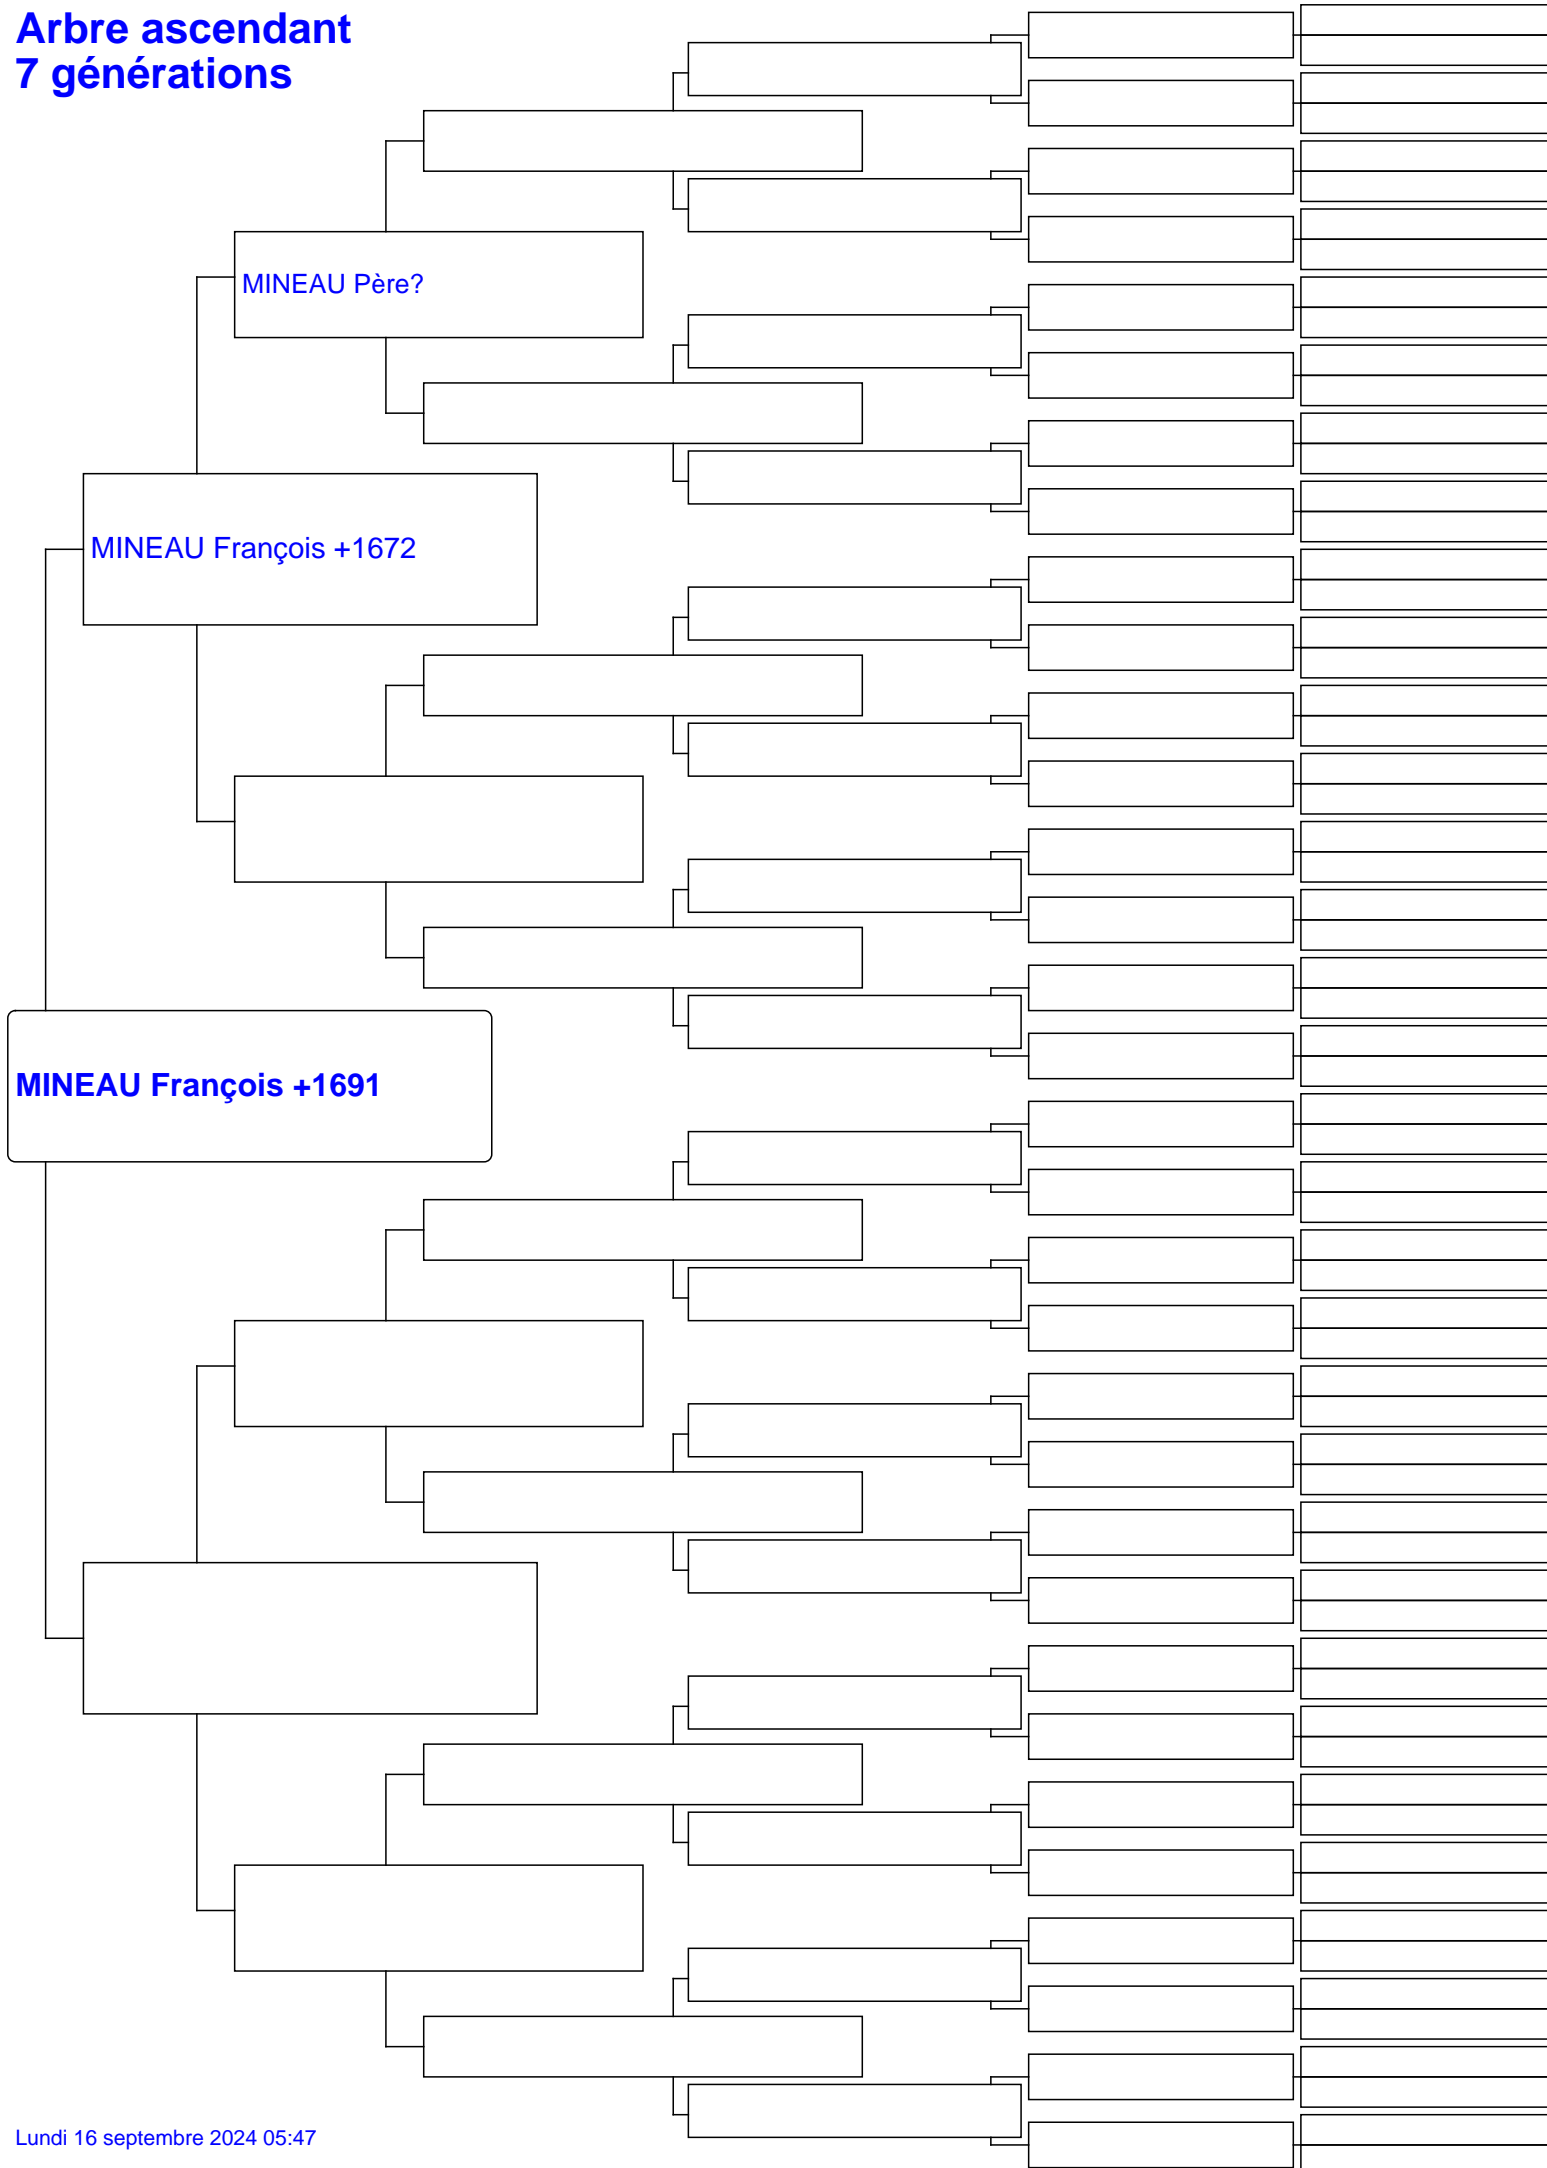 Arbre ascendant
7 générations
MINEAU Père?
MINEAU François +1672
MINEAU François +1691
Lundi 16 septembre 2024 05:47